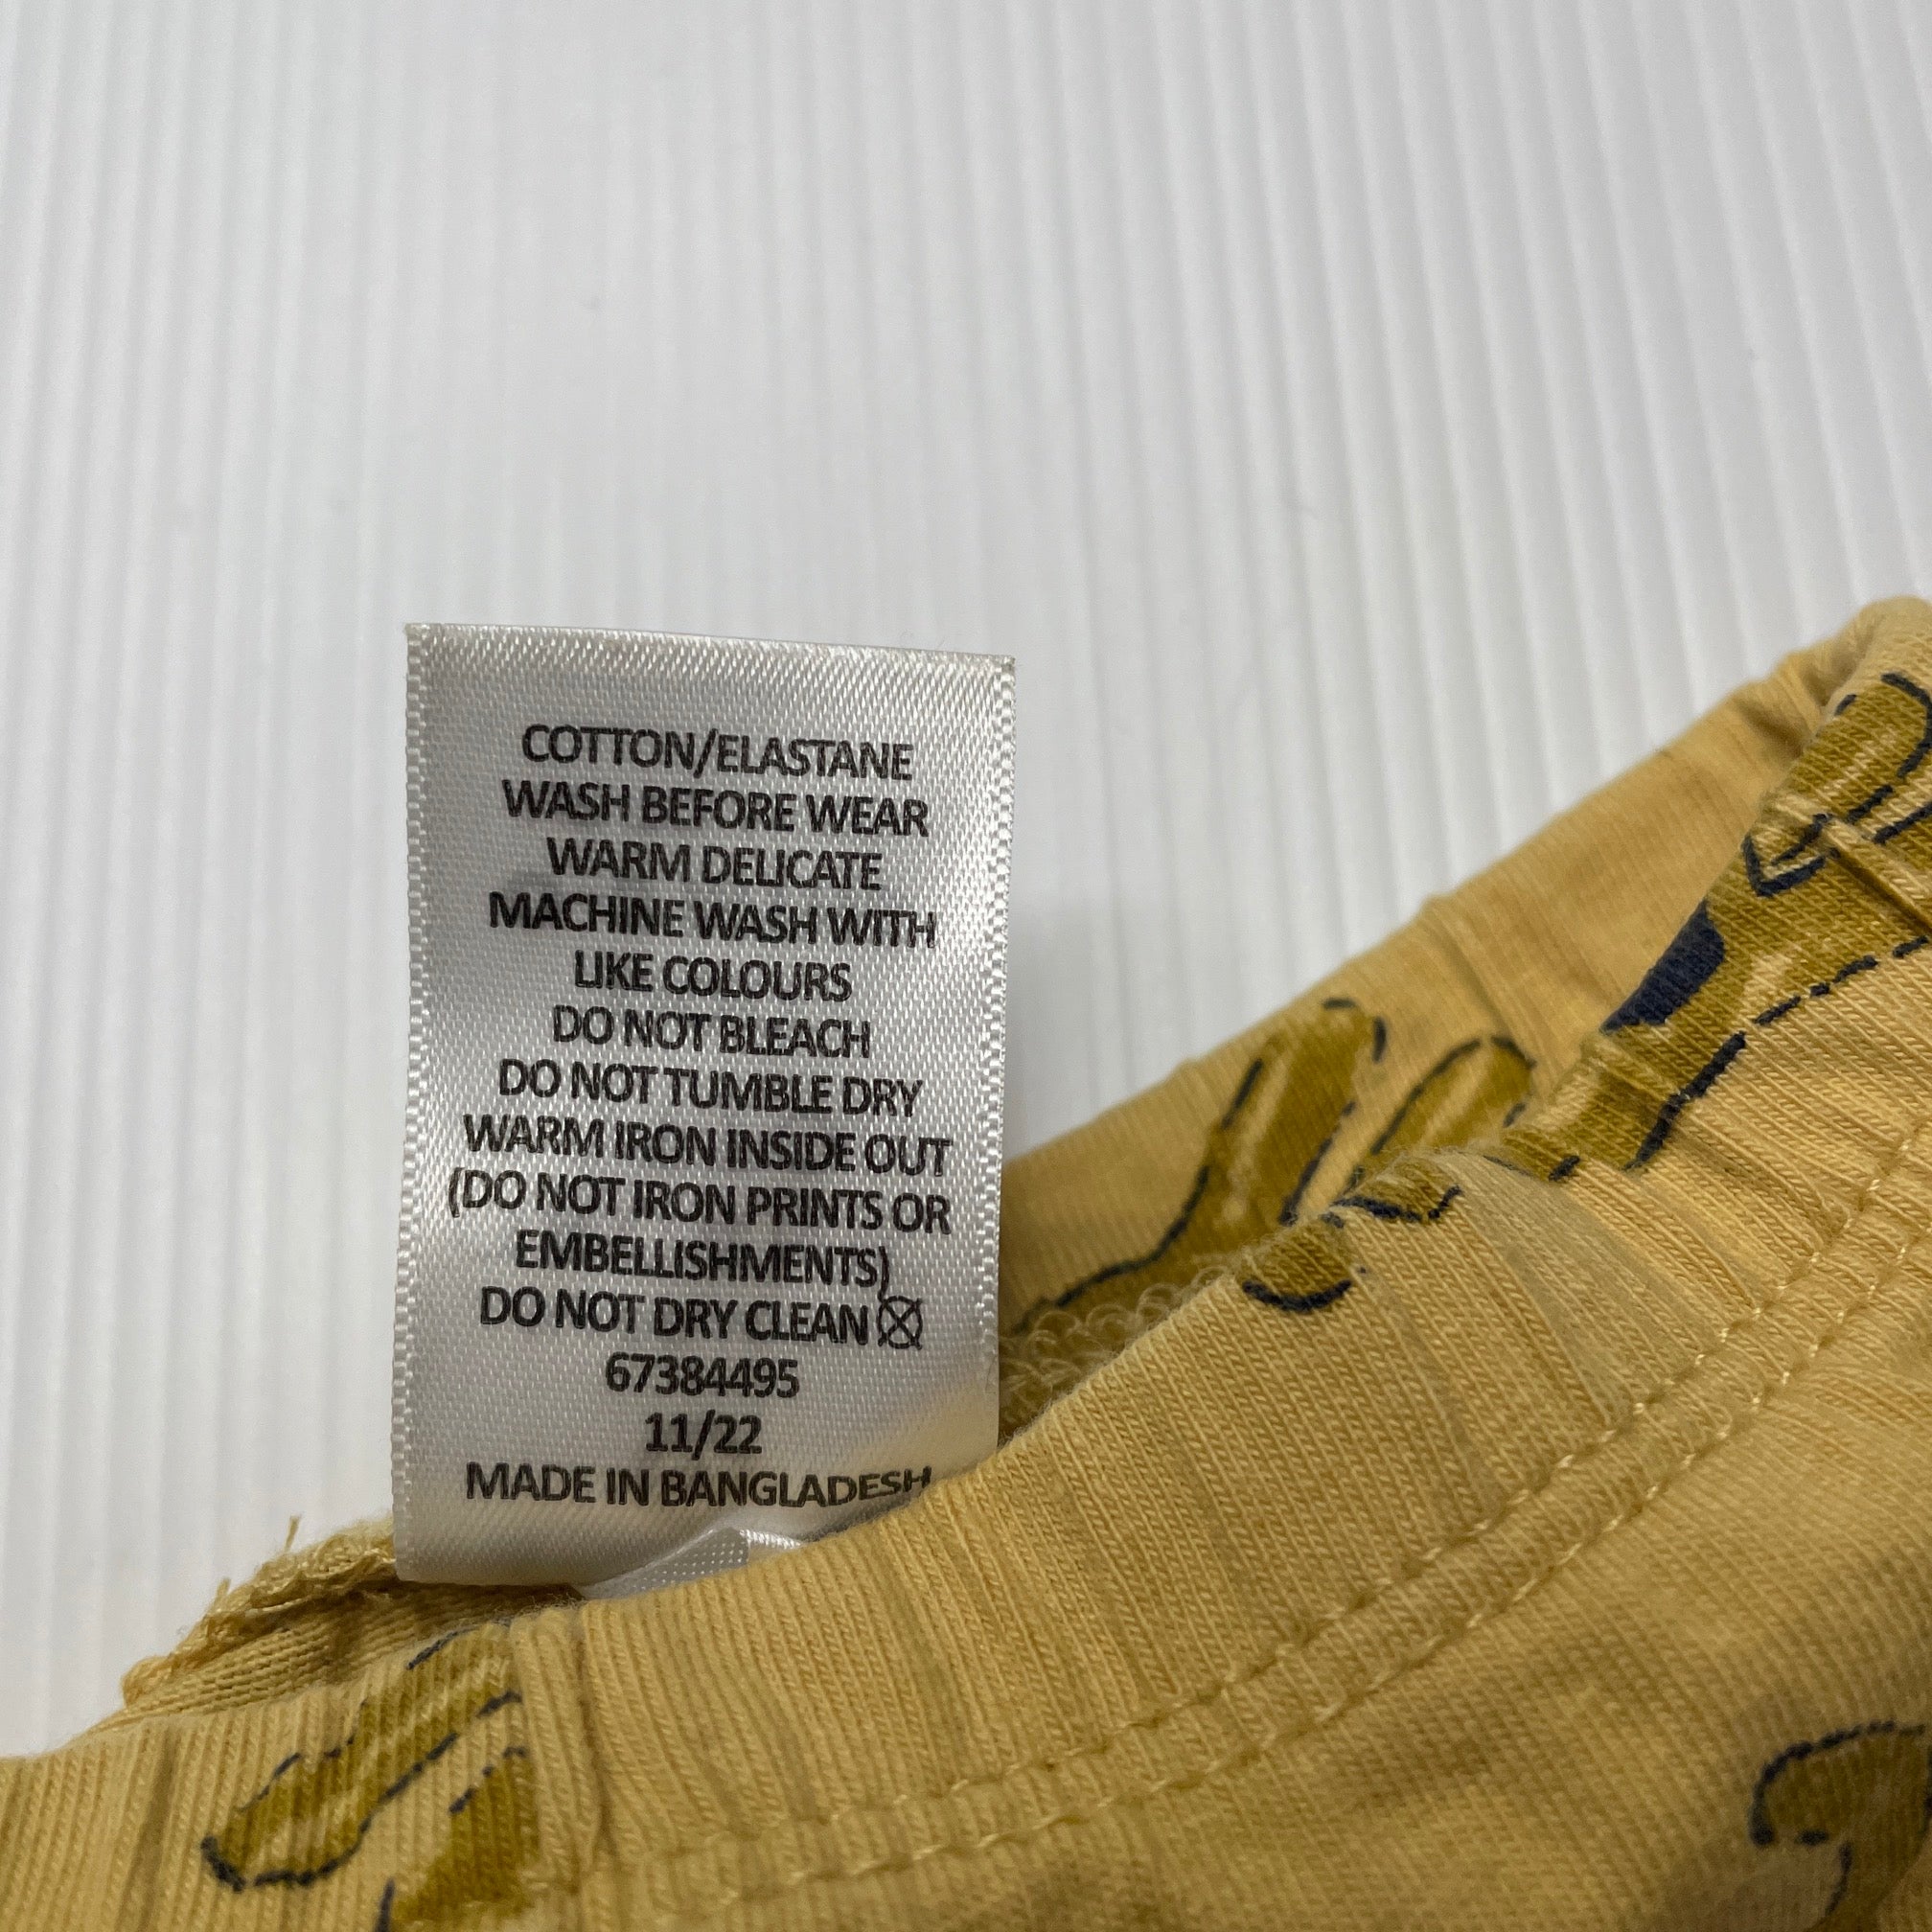 COTTON/ELASTANE
WASH BEFORE WEAR
WARM DELICATE
MACHINE WASH WITH
LIKE COLOURS
DO NOT BLEACH
DO NOT TUMBLE DRY
WARM IRON INSIDE OUT
(DO NOT IRON PRINTS OR
EMBELLISHMENTS)
DO NOT DRY CLEAN
67384495
11/22
MADE IN BANGLADESH